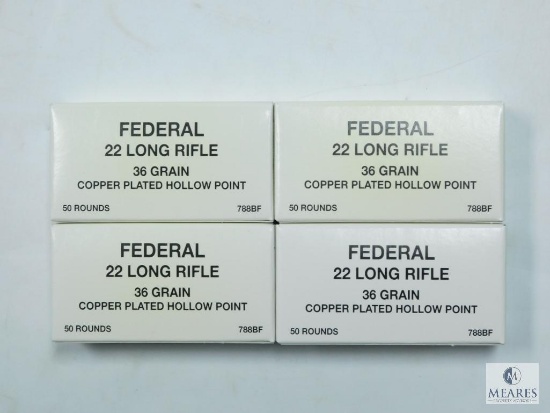 FEDERAL
22 LONG RIFLE
36 GRAIN
COPPER PLATED HOLLOW POINT
50 ROUNDS 788BF
FEDERAL
22 LONG RIFLE
36 GRAIN
COPPER PLATED HOLLOW POINT
50 ROUNDS 788BF
FEDERAL
22 LONG RIFLE
36 GRAIN
COPPER PLATED HOLLOW POINT
50 ROUNDS 788BF
FEDERAL
22 LONG RIFLE
36 GRAIN
COPPER PLATED HOLLOW POINT
50 ROUNDS 788BF
MEARES